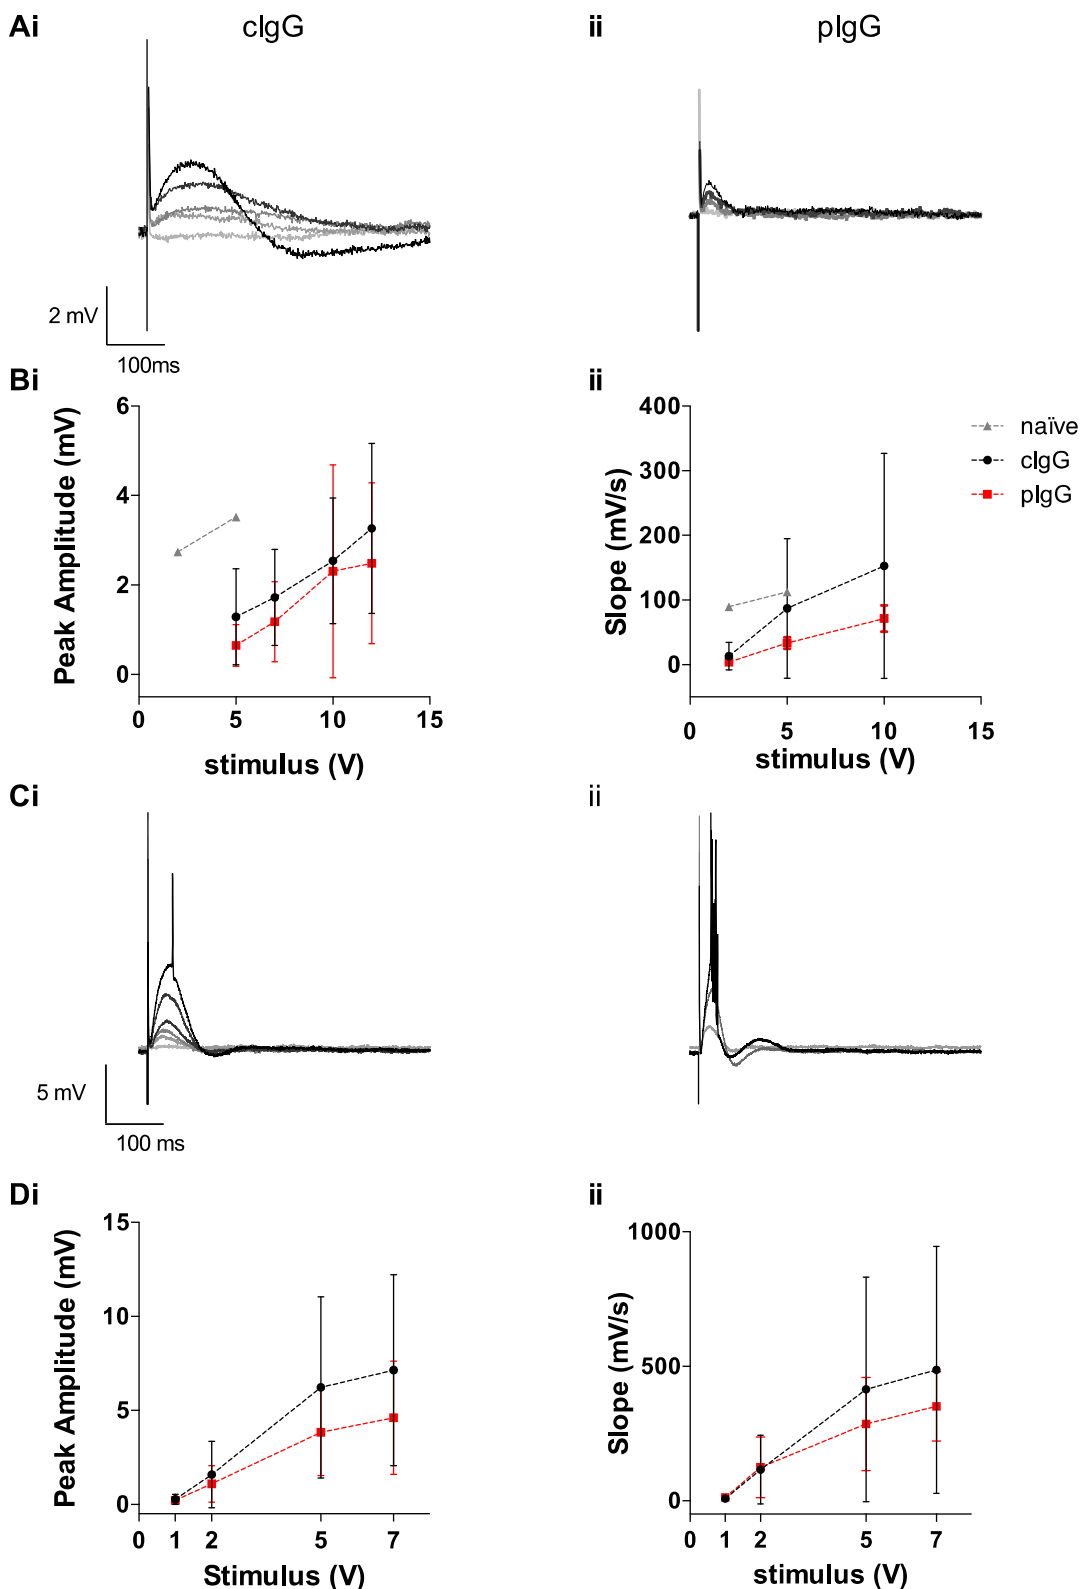 Ai cIgG ii pIgG
2 mV
100ms
Bi ii
Peak Amplitude (mV)
6
4
2
0
0 5 10 15
stimulus (V)
Slope (mV/s)
400
300
200
100
0
0 5 10 15
stimulus (V)
naïve
cIgG
pIgG
Ci ii
5 mV
100 ms
Di ii
Peak Amplitude (mV)
15
10
5
0
0 1 2 5 7
Stimulus (V)
Slope (mV/s)
1000
500
0
0 1 2 5 7
stimulus (V)